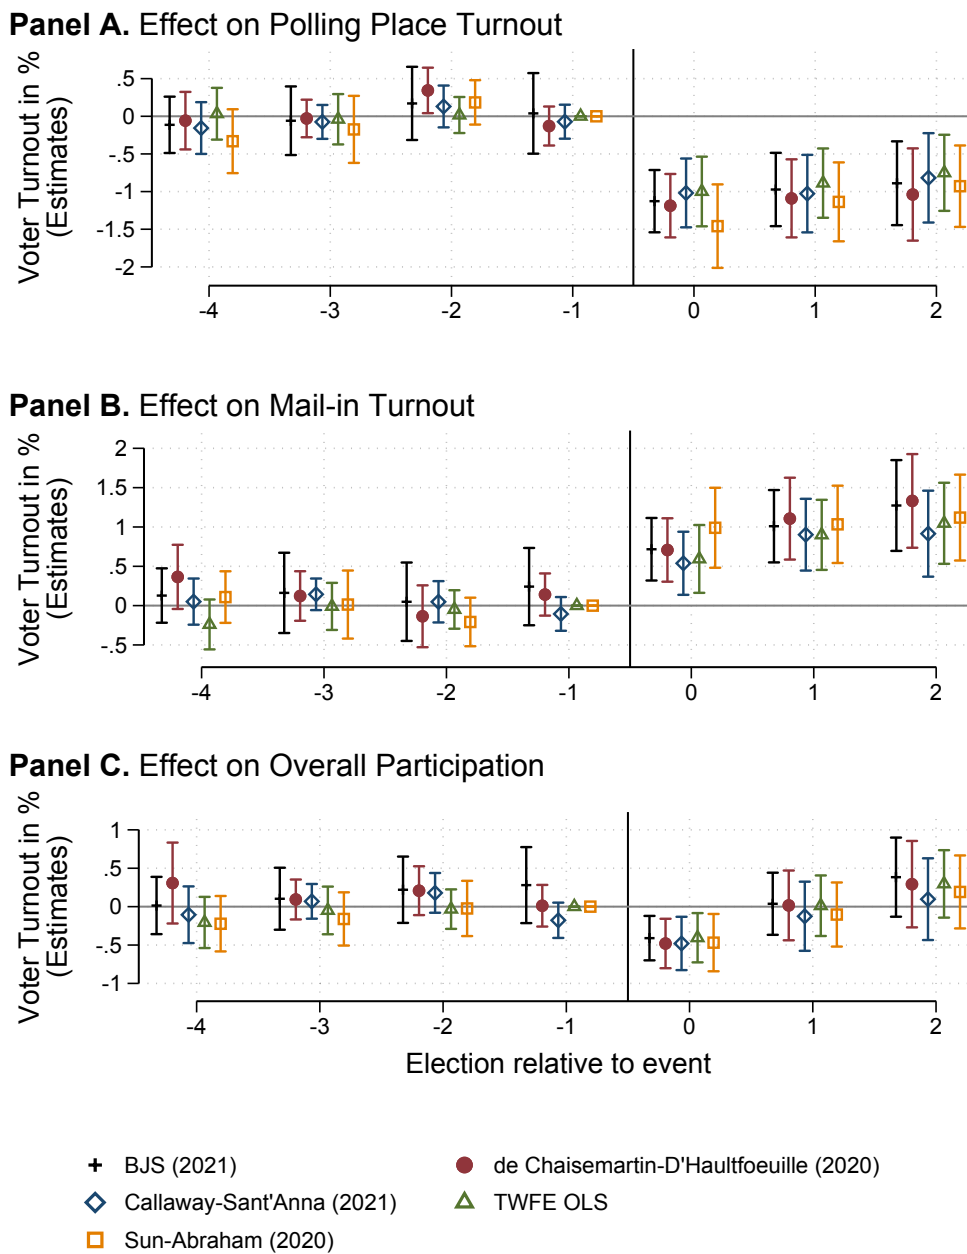 Panel A. Effect on Polling Place Turnout
Voter Turnout in %
(Estimates)
.5
0
-.5
-1
-1.5
-2
-4 -3 -2 -1 0 1 2
Panel B. Effect on Mail-in Turnout
Voter Turnout in %
(Estimates)
2
1.5
1
.5
0
-.5
-4 -3 -2 -1 0 1 2
Panel C. Effect on Overall Participation
Voter Turnout in %
(Estimates)
1
.5
0
-.5
-1
-4 -3 -2 -1 0 1 2
Election relative to event
BJS (2021) de Chaisemartin-D'Haultfoeuille (2020)
Callaway-Sant'Anna (2021) TWFE OLS
Sun-Abraham (2020)